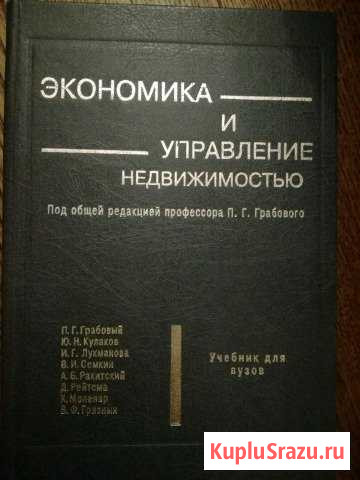 ЭКОНОМИКА
И
УПРАВЛЕНИЕ
НЕДВИЖИМОСТЬЮ
Под общей редакцией профессора П. Г. Грабового
П. Г. Грабовый
Ю. Н. Кулаков
И. Г. Лукманова
В. И. Семкин
А. Б. Ракитский
Д. Рейтсма
Х. Моленар
В. Ф. Грязных
Учебник для
вузов
KupluSrazu.ru